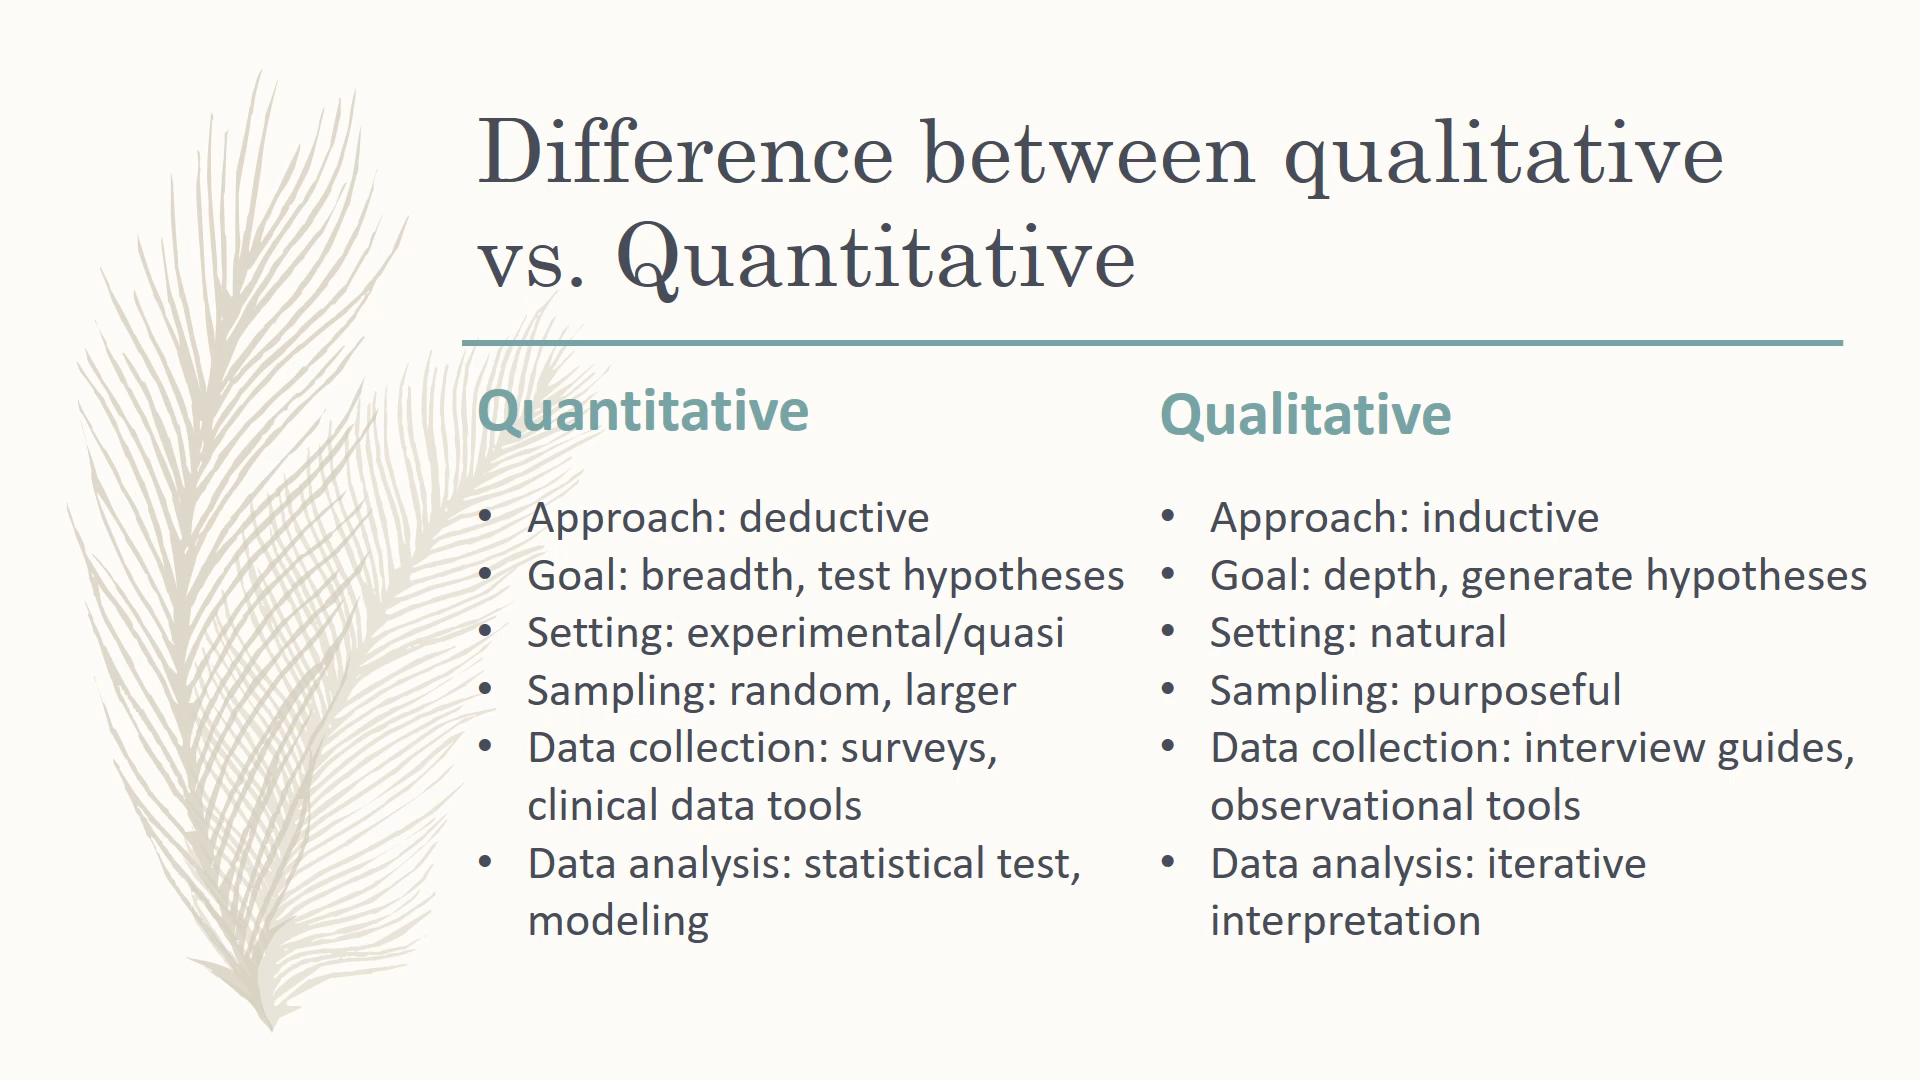 Difference between qualitative
vs. Quantitative
Quantitative
• Approach: deductive
• Goal: breadth, test hypotheses
• Setting: experimental/quasi
• Sampling: random, larger
• Data collection: surveys,
clinical data tools
• Data analysis: statistical test,
modeling
Qualitative
• Approach: inductive
• Goal: depth, generate hypotheses
• Setting: natural
• Sampling: purposeful
• Data collection: interview guides,
observational tools
• Data analysis: iterative
interpretation